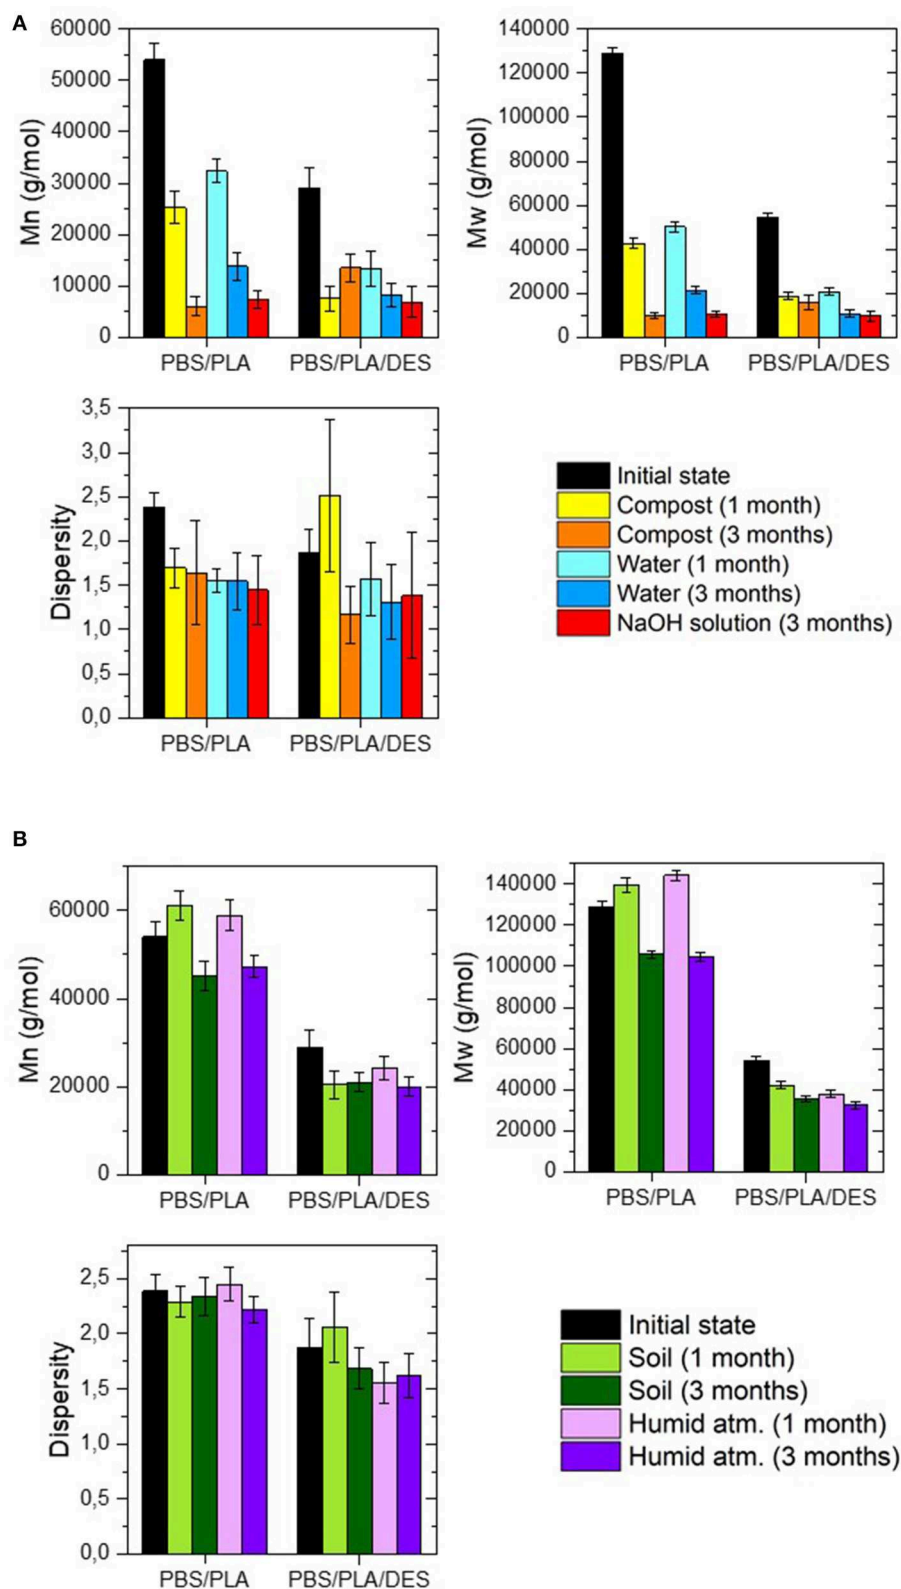 A
60000
50000
40000
30000
20000
10000
0
Mn (g/mol)
PBS/PLA PBS/PLA/DES
140000
120000
100000
80000
60000
40000
20000
0
Mw (g/mol)
PBS/PLA PBS/PLA/DES
3,5
3,0
2,5
2,0
1,5
1,0
0,5
0,0
Dispersity
PBS/PLA PBS/PLA/DES
Initial state
Compost (1 month)
Compost (3 months)
Water (1 month)
Water (3 months)
NaOH solution (3 months)
B
60000
40000
20000
0
Mn (g/mol)
PBS/PLA PBS/PLA/DES
140000
120000
100000
80000
60000
40000
20000
0
Mw (g/mol)
PBS/PLA PBS/PLA/DES
2,5
2,0
1,5
1,0
0,5
0,0
Dispersity
PBS/PLA PBS/PLA/DES
Initial state
Soil (1 month)
Soil (3 months)
Humid atm. (1 month)
Humid atm. (3 months)